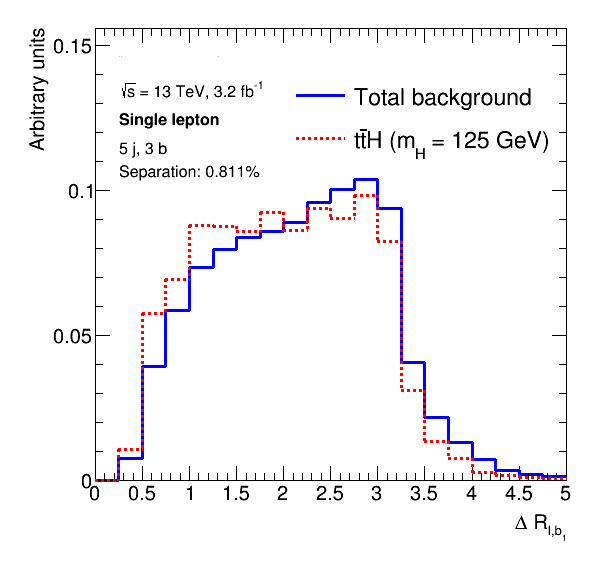 Arbitrary units
0.15
0.1
0.05
0
√s = 13 TeV, 3.2 fb⁻¹
Single lepton
5 j, 3 b
Separation: 0.811%
Total background
tt̄H (m_H = 125 GeV)
0 0.5 1 1.5 2 2.5 3 3.5 4 4.5 5
Δ R_l,b₁